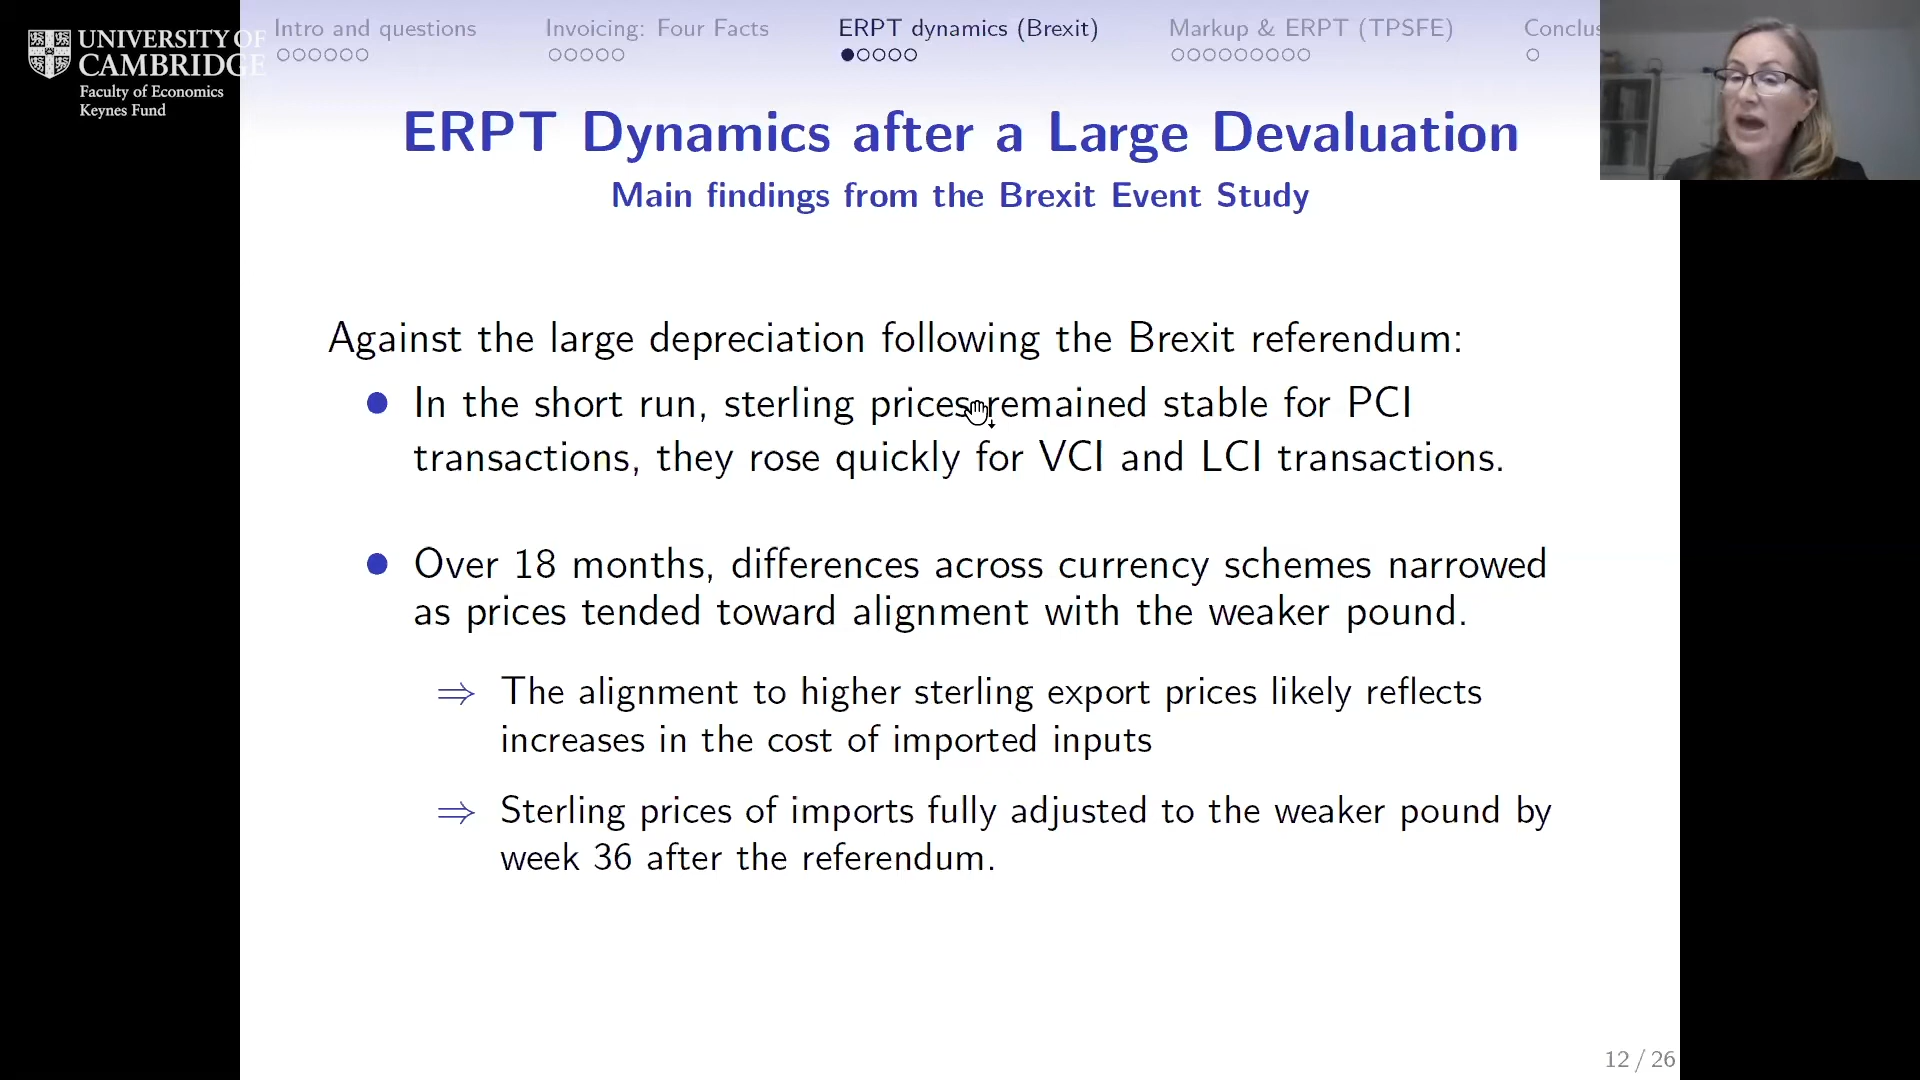 UNIVERSITY OF
CAMBRIDGE
Faculty of Economics
Keynes Fund
Intro and questions
Invoicing: Four Facts
ERPT dynamics (Brexit)
Markup & ERPT (TPSFE)
Conclus
ERPT Dynamics after a Large Devaluation
Main findings from the Brexit Event Study
Against the large depreciation following the Brexit referendum:
In the short run, sterling prices remained stable for PCI
transactions, they rose quickly for VCI and LCI transactions.
Over 18 months, differences across currency schemes narrowed
as prices tended toward alignment with the weaker pound.
⇒ The alignment to higher sterling export prices likely reflects
increases in the cost of imported inputs
⇒ Sterling prices of imports fully adjusted to the weaker pound by
week 36 after the referendum.
12 / 26